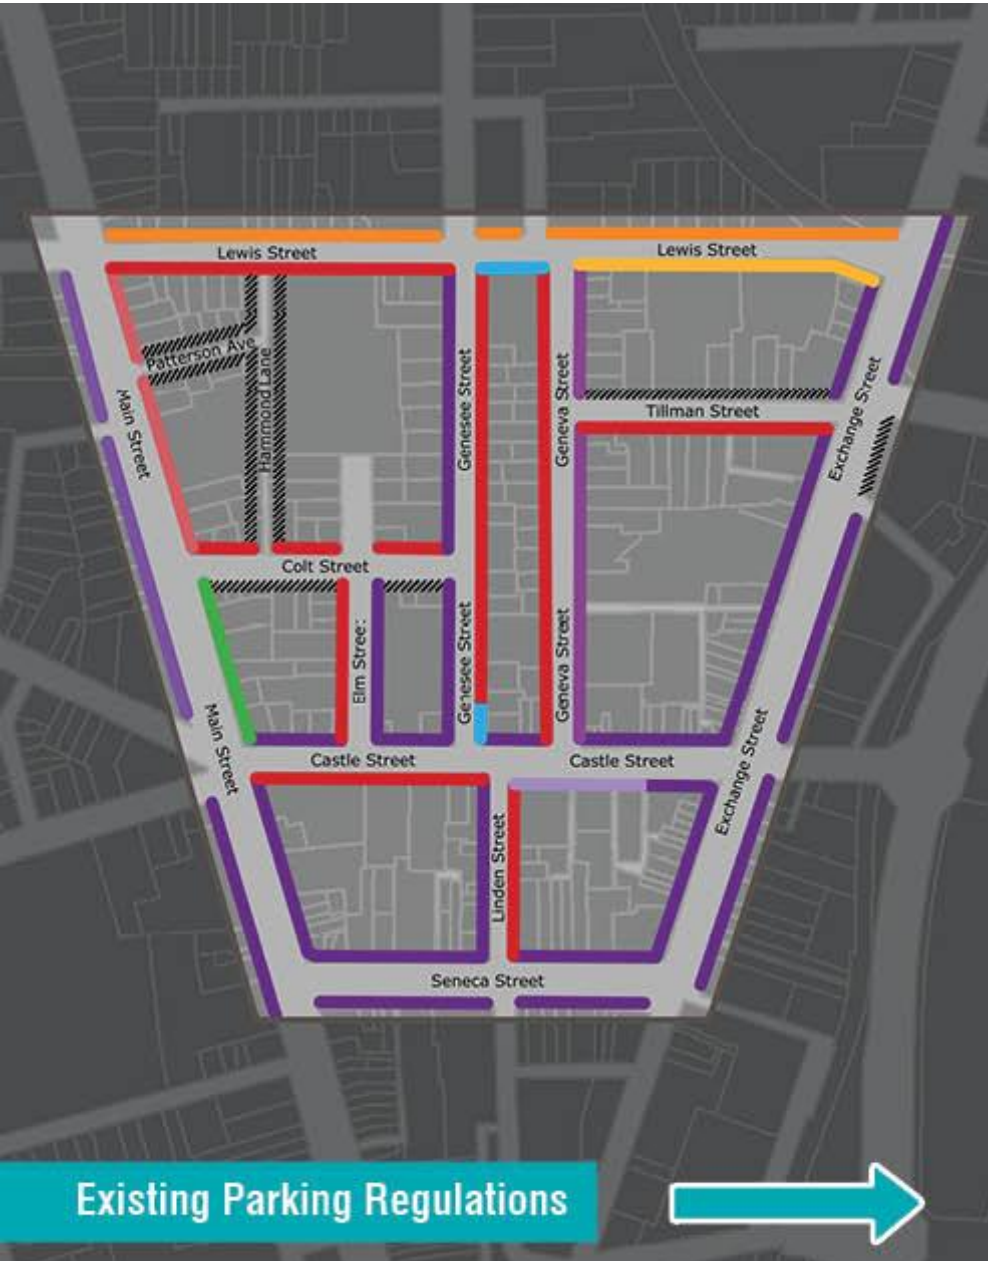 Lewis Street
Lewis Street
Patterson Ave
Hammond Lane
Main Street
Genesee Street
Geneva Street
Tillman Street
Exchange Street
Colt Street
Elm Stree:
Genesee Street
Geneva Street
Main Street
Castle Street
Castle Street
Exchange Street
Linden Street
Seneca Street
Existing Parking Regulations